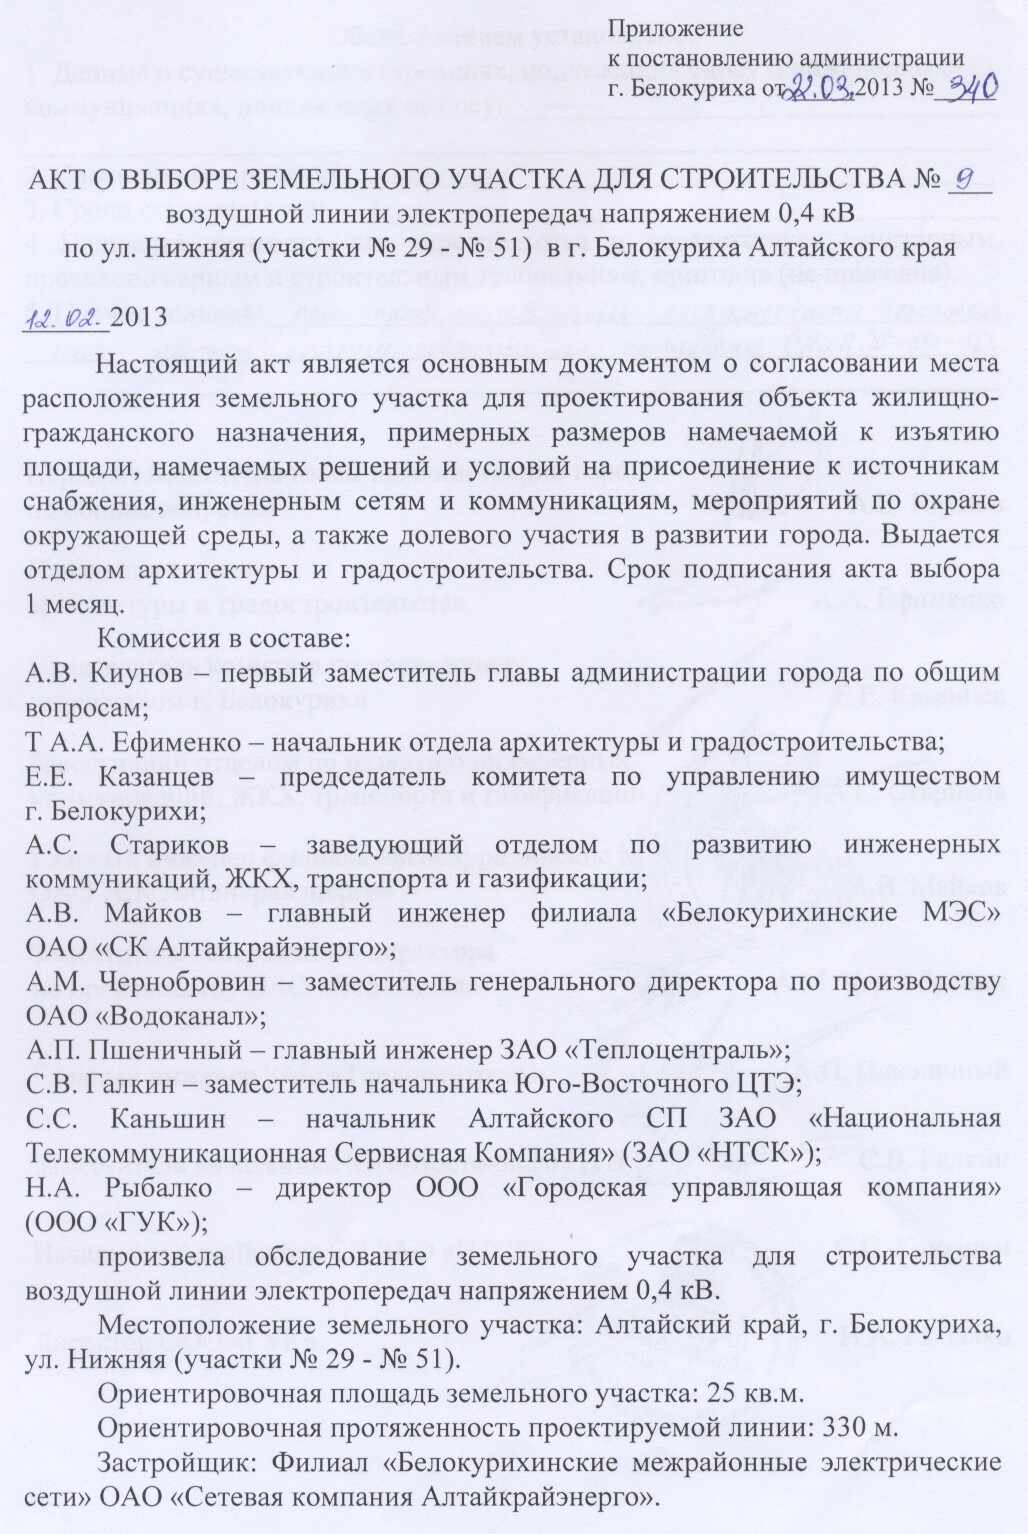 Приложение
к постановлению администрации
г. Белокуриха от 22.03.2013 № 340
АКТ О ВЫБОРЕ ЗЕМЕЛЬНОГО УЧАСТКА ДЛЯ СТРОИТЕЛЬСТВА № 9
воздушной линии электропередач напряжением 0,4 кВ
по ул. Нижняя (участки № 29 - № 51) в г. Белокуриха Алтайского края
12.02. 2013
Настоящий акт является основным документом о согласовании места
расположения земельного участка для проектирования объекта жилищно-
гражданского назначения, примерных размеров намечаемой к изъятию
площади, намечаемых решений и условий на присоединение к источникам
снабжения, инженерным сетям и коммуникациям, мероприятий по охране
окружающей среды, а также долевого участия в развитии города. Выдается
отделом архитектуры и градостроительства. Срок подписания акта выбора
1 месяц.
Комиссия в составе:
А.В. Киунов – первый заместитель главы администрации города по общим
вопросам;
Т А.А. Ефименко – начальник отдела архитектуры и градостроительства;
Е.Е. Казанцев – председатель комитета по управлению имуществом
г. Белокурихи;
А.С. Стариков – заведующий отделом по развитию инженерных
коммуникаций, ЖКХ, транспорта и газификации;
А.В. Майков – главный инженер филиала «Белокурихинские МЭС»
ОАО «СК Алтайкрайэнерго»;
А.М. Чернобровин – заместитель генерального директора по производству
ОАО «Водоканал»;
А.П. Пшеничный – главный инженер ЗАО «Теплоцентраль»;
С.В. Галкин – заместитель начальника Юго-Восточного ЦТЭ;
С.С. Каньшин – начальник Алтайского СП ЗАО «Национальная
Телекоммуникационная Сервисная Компания» (ЗАО «НТСК»);
Н.А. Рыбалко – директор ООО «Городская управляющая компания»
(ООО «ГУК»);
произвела обследование земельного участка для строительства
воздушной линии электропередач напряжением 0,4 кВ.
Местоположение земельного участка: Алтайский край, г. Белокуриха,
ул. Нижняя (участки № 29 - № 51).
Ориентировочная площадь земельного участка: 25 кв.м.
Ориентировочная протяженность проектируемой линии: 330 м.
Застройщик: Филиал «Белокурихинские межрайонные электрические
сети» ОАО «Сетевая компания Алтайкрайэнерго».